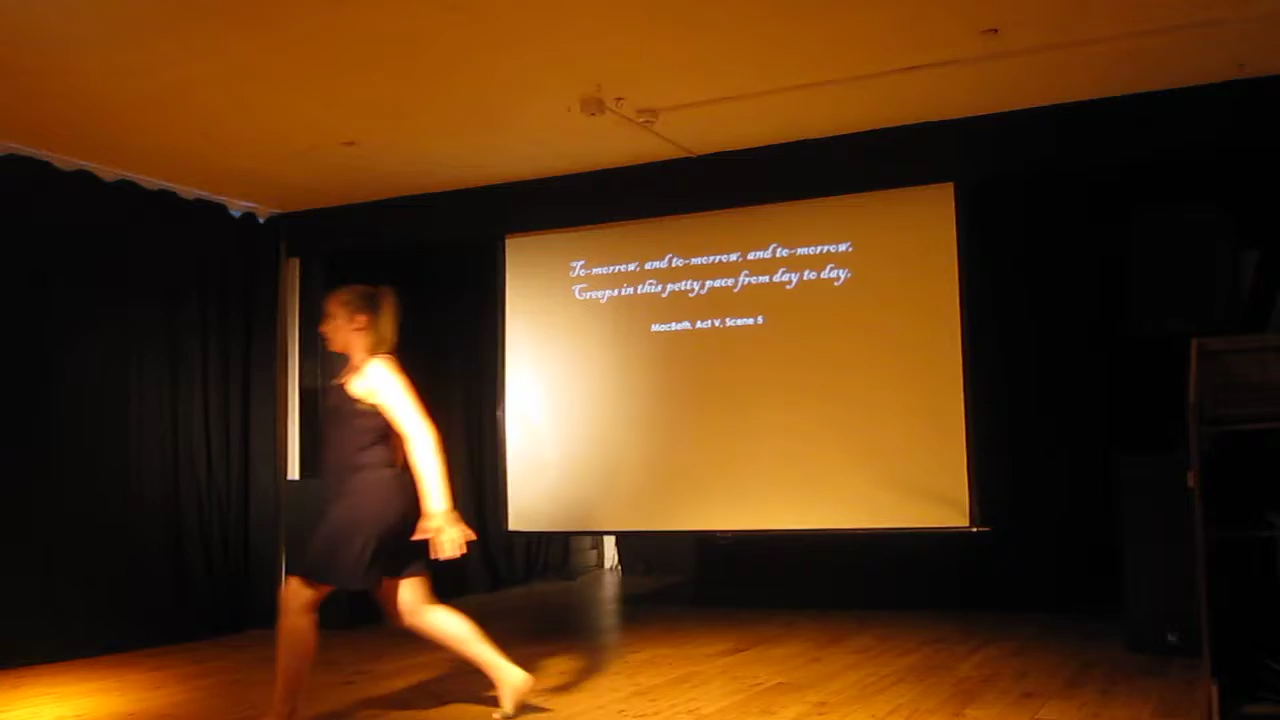 To-morrow, and to-morrow, and to-morrow,
Creeps in this petty pace from day to day,
MacBeth, Act V, Scene 5